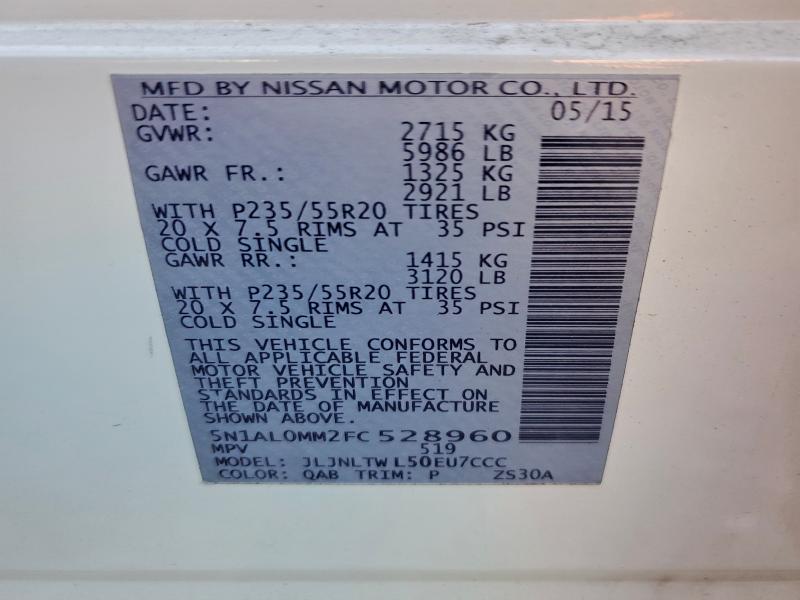 MFD BY NISSAN MOTOR CO., LTD.
DATE: 05/15
GVWR: 2715 KG
5986 LB
GAWR FR.: 1325 KG
2921 LB
WITH P235/55R20 TIRES
20 X 7.5 RIMS AT 35 PSI
COLD SINGLE
GAWR RR.: 1415 KG
3120 LB
WITH P235/55R20 TIRES
20 X 7.5 RIMS AT 35 PSI
COLD SINGLE
THIS VEHICLE CONFORMS TO
ALL APPLICABLE FEDERAL
MOTOR VEHICLE SAFETY AND
THEFT PREVENTION
STANDARDS IN EFFECT ON
THE DATE OF MANUFACTURE
SHOWN ABOVE.
5N1AL0MM2FC528960
MPV 519
MODEL: JLJNLTW L50EU7CCC
COLOR: QAB TRIM: P ZS30A